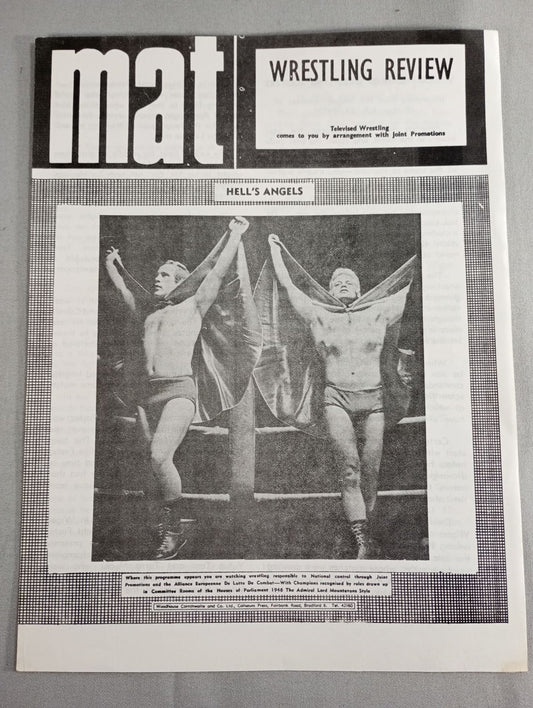 mat
WRESTLING REVIEW
Televised Wrestling
comes to you by arrangement with Joint Promotions
HELL'S ANGELS
Where this programme appears you are watching wrestling responsible to National control through Joint
Promotions and the Alliance Europeenne De Lutte De Combat—With Champions recognised by rules drawn up
in Committee Rooms of the Houses of Parliament 1946 The Admiral Lord Mountevans Style
Woodhouse Cornthwaite and Co. Ltd., Coliseum Press, Fairbank Road, Bradford 8. Tel. 42160